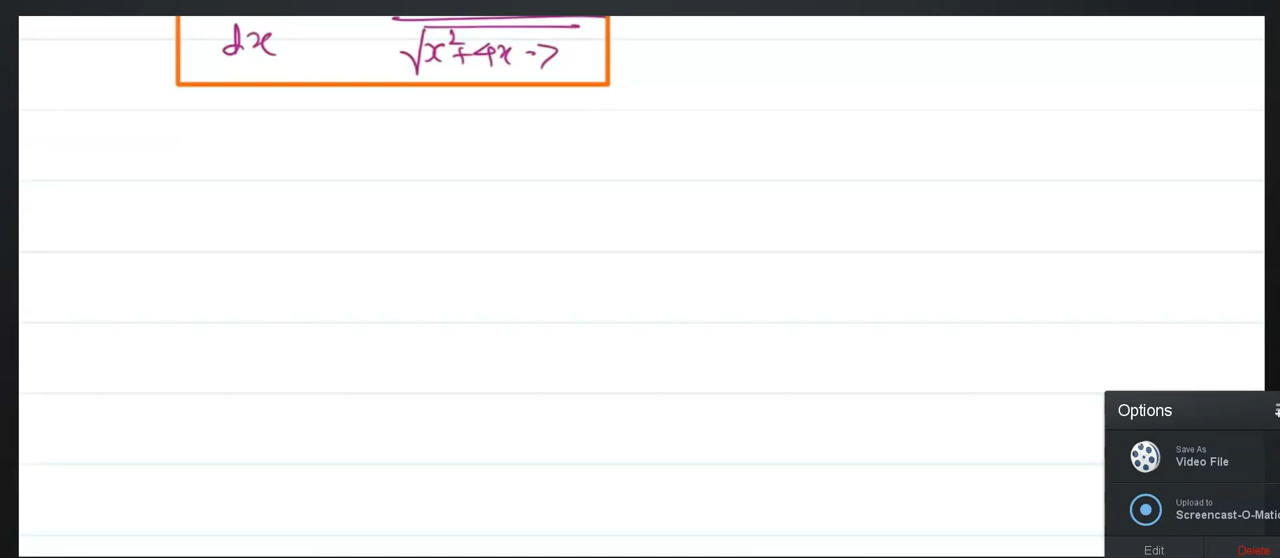 dx
√x²+4x-7
Options
Save As
Video File
Upload to
Screencast-O-Matic
Edit
Delete